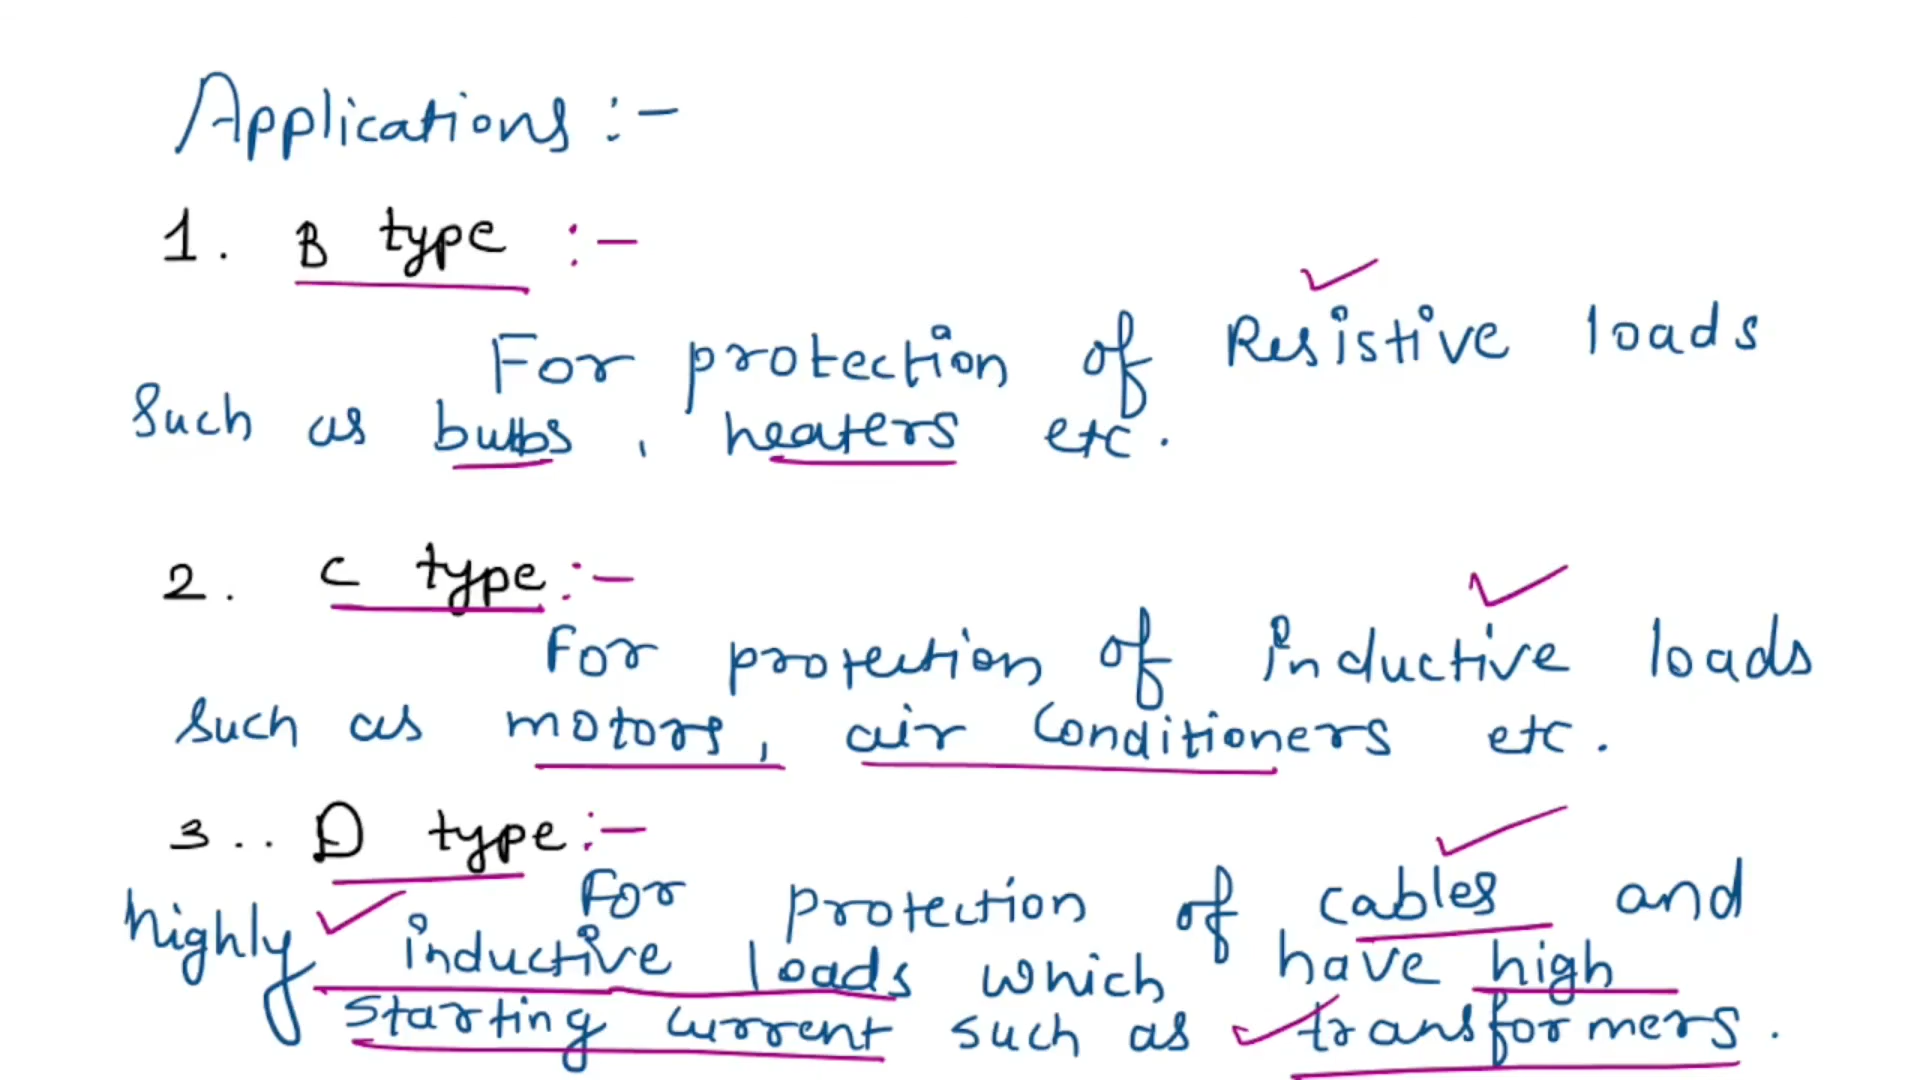 Applications :-
1. B type :-
For protection of Resistive loads
Such as bulbs , heaters etc.
2. C type :-
For protection of inductive loads
such as motors, air Conditioners etc.
3.. D type :-
For protection of cables and
highly inductive loads which have high
starting current such as transformers.